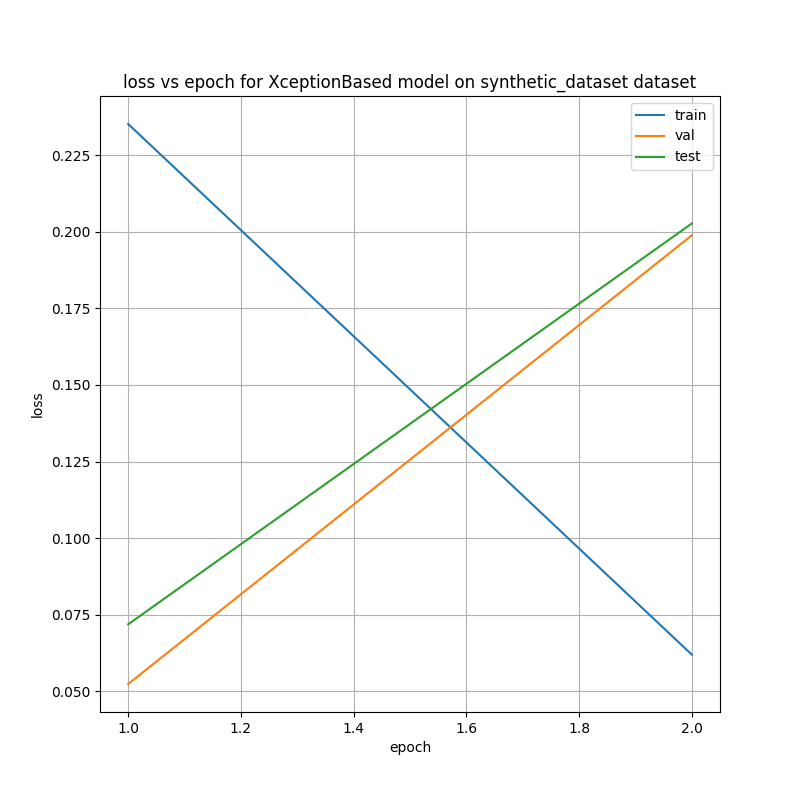 loss vs epoch for XceptionBased model on synthetic_dataset dataset
train
val
test
0.225
0.200
0.175
0.150
0.125
0.100
0.075
0.050
loss
1.0 1.2 1.4 1.6 1.8 2.0
epoch